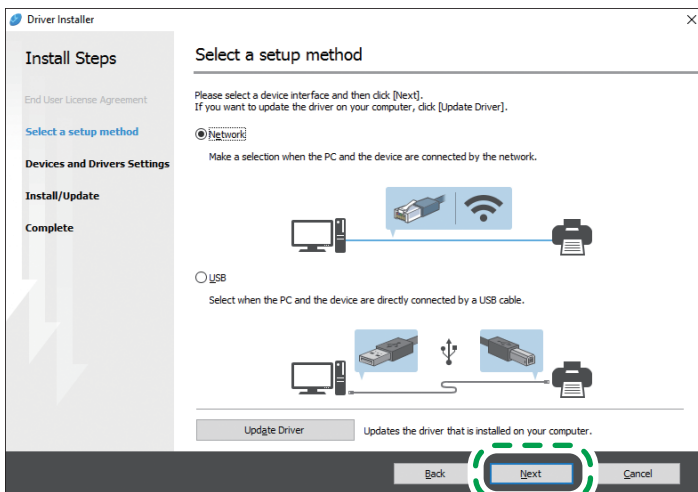 Driver Installer
Install Steps
End User License Agreement
Select a setup method
Devices and Drivers Settings
Install/Update
Complete
Select a setup method
Please select a device interface and then click [Next].
If you want to update the driver on your computer, click [Update Driver].
Network
Make a selection when the PC and the device are connected by the network.
USB
Select when the PC and the device are directly connected by a USB cable.
Update Driver
Updates the driver that is installed on your computer.
Back
Next
Cancel